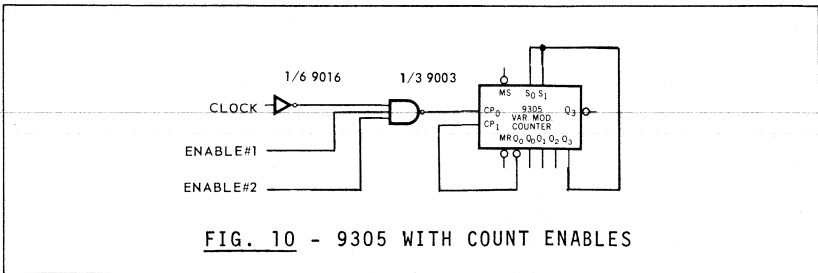 1/6 9016 1/3 9003
MS S0 S1
CLOCK
CP0 9305 Q3
VAR. MOD.
CP1 COUNTER
MR Q0 Q0 Q1 Q2 Q3
ENABLE#1
ENABLE#2
FIG. 10 - 9305 WITH COUNT ENABLES